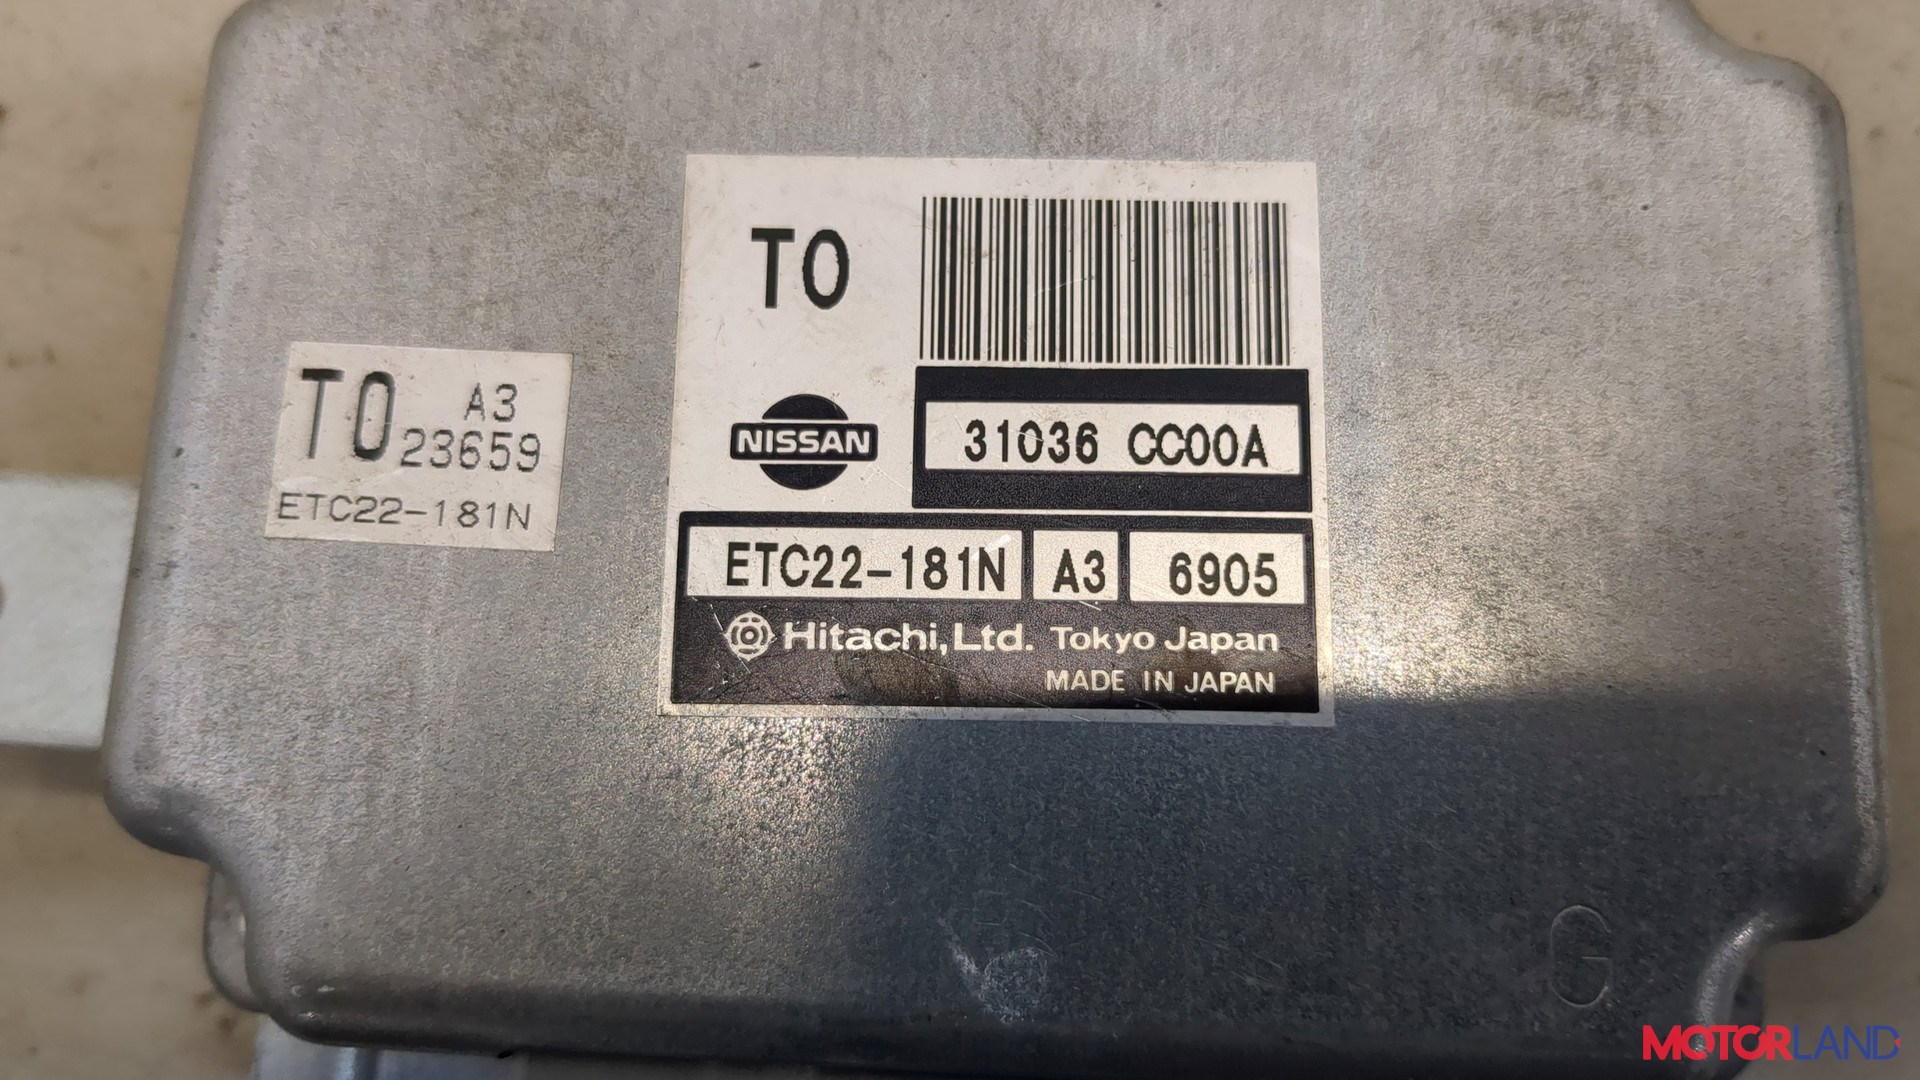 TO
NISSAN
31036 CC00A
ETC22-181N A3 6905
Hitachi, Ltd. Tokyo Japan
MADE IN JAPAN
TO A3
23659
ETC22-181N
G
MOTORLAND